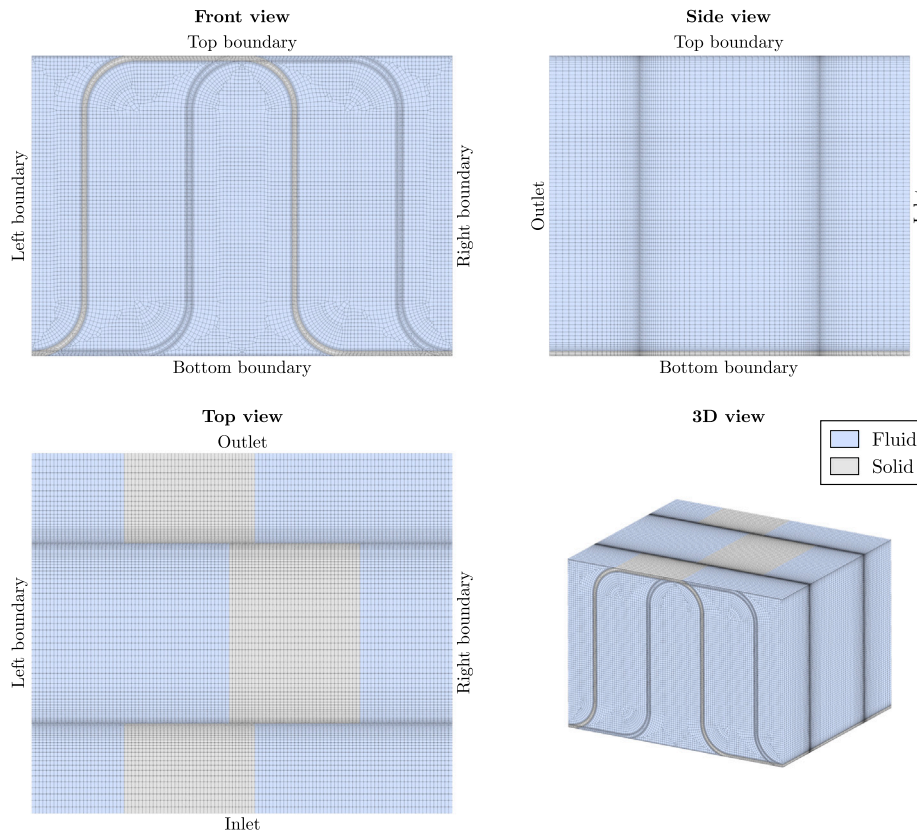 Front view
Top boundary
Left boundary
Right boundary
Bottom boundary
Side view
Top boundary
Outlet
Bottom boundary
Top view
Outlet
Left boundary
Right boundary
Inlet
3D view
Fluid
Solid